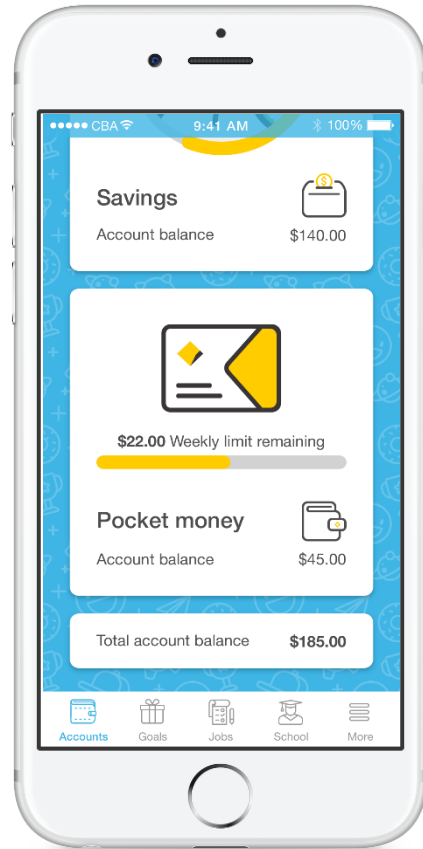 CBA 9:41 AM 100%
Savings
Account balance $140.00
$22.00 Weekly limit remaining
Pocket money
Account balance $45.00
Total account balance $185.00
Accounts Goals Jobs School More